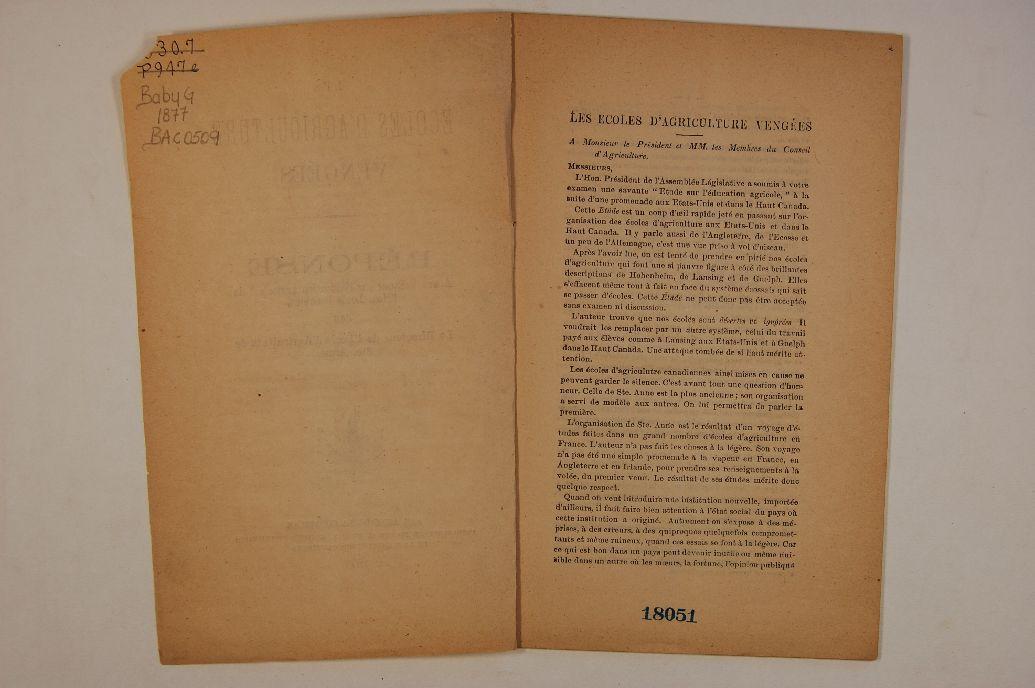 630.7
P947e
Baby G
1877
BAC0509
LES ECOLES D'AGRICULTURE VENGÉES
A Monsieur le Président et MM. les Membres du Conseil
d'Agriculture.
MESSIEURS,
L'Hon. Président de l'Assemblée Législative a soumis à votre
examen une savante “ Etude sur l'éducation agricole, ” à la
suite d'une promenade aux Etats-Unis et dans le Haut Canada.
Cette Etude est un coup d'œil rapide jeté en passant sur l'or-
ganisation des écoles d'agriculture aux Etats-Unis et dans le
Haut Canada. Il y parle aussi de l'Angleterre, de l'Ecosse et
un peu de l'Allemagne, c'est une vue prise à vol d'oiseau.
Après l'avoir lue, on est tenté de prendre en pitié nos écoles
d'agriculture qui font une si pauvre figure à côté des brillantes
descriptions de Hohenheim, de Lansing et de Guelph. Elles
s'effacent même tout à fait en face du système écossais qui sait
se passer d'écoles. Cette Etude ne peut donc pas être acceptée
sans examen ni discussion.
L'auteur trouve que nos écoles sont désertes et Il
voudrait les remplacer par un autre système, celui du travail
payé aux élèves comme à Lansing aux Etats-Unis et à Guelph
dans le Haut Canada. Une attaque tombée de si haut mérite at-
tention.
Les écoles d'agriculutre canadiennes ainsi mises en cause ne
peuvent garder le silence. C'est avant tout une question d'hon-
neur. Celle de Ste. Anne est la plus ancienne ; son organisation
a servi de modèle aux autres. On lui permettra de parler la
première.
L'organisation de Ste. Anne est le résultat d'un voyage d'é-
tudes faites dans un grand nombre d'écoles d'agriculture en
France. L'auteur n'a pas fait les choses à la légère. Son voyage
n'a pas été une simple promenade à la vapeur en France, en
Angleterre et en Irlande, pour prendre ses renseignements à la
volée, du premier venu. Le résultat de ses études mérite donc
quelque respect.
Quand on veut introduire une institution nouvelle, importée
d'ailleurs, il faut faire bien attention à l'état social du pays où
cette institution a originé. Autrement on s'expose à des mé-
prises, à des erreurs, à des quiproquos quelquefois compromet-
tants et même ruineux, quand ces essais se font à la légère. Car
ce qui est bon dans un pays peut devenir inutile ou même nui-
sible dans un autre où les mœurs, la fortune, l'opinion publique
18051